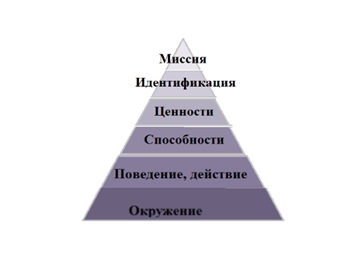 Миссия
Идентификация
Ценности
Способности
Поведение, действие
Окружение